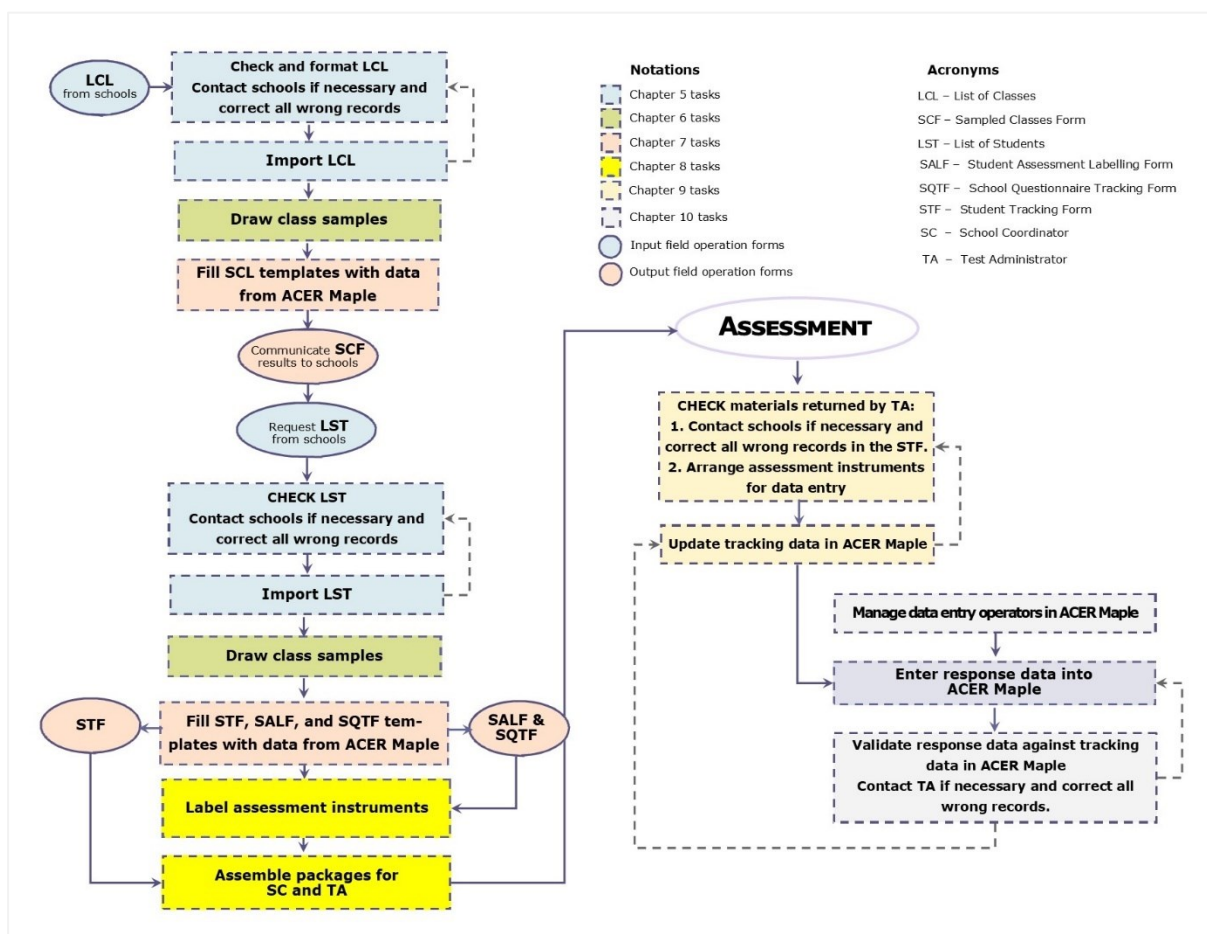 LCL
from schools
Check and format LCL
Contact schools if necessary and
correct all wrong records
Import LCL
Draw class samples
Fill SCL templates with data
from ACER Maple
Communicate SCF
results to schools
Request LST
from schools
CHECK LST
Contact schools if necessary and
correct all wrong records
Import LST
Draw class samples
STF
Fill STF, SALF, and SQTF tem-
plates with data from ACER Maple
SALF &
SQTF
Label assessment instruments
Assemble packages for
SC and TA
Notations
Chapter 5 tasks
Chapter 6 tasks
Chapter 7 tasks
Chapter 8 tasks
Chapter 9 tasks
Chapter 10 tasks
Input field operation forms
Output field operation forms
Acronyms
LCL – List of Classes
SCF – Sampled Classes Form
LST – List of Students
SALF – Student Assessment Labelling Form
SQTF – School Questonnaire Tracking Form
STF – Student Tracking Form
SC – School Coordinator
TA – Test Administrator
ASSESSMENT
CHECK materials returned by TA:
1. Contact schools if necessary and
correct all wrong records in the STF.
2. Arrange assessment instruments
for data entry
Update tracking data in ACER Maple
Manage data entry operators in ACER Maple
Enter response data into
ACER Maple
Validate response data against tracking
data in ACER Maple
Contact TA if necessary and correct all
wrong records.